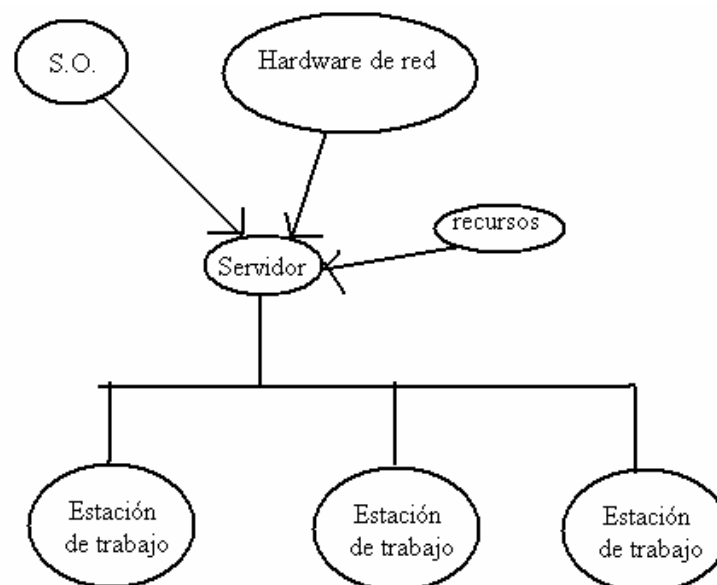 S.O.
Hardware de red
recursos
Servidor
Estación
de trabajo
Estación
de trabajo
Estación
de trabajo